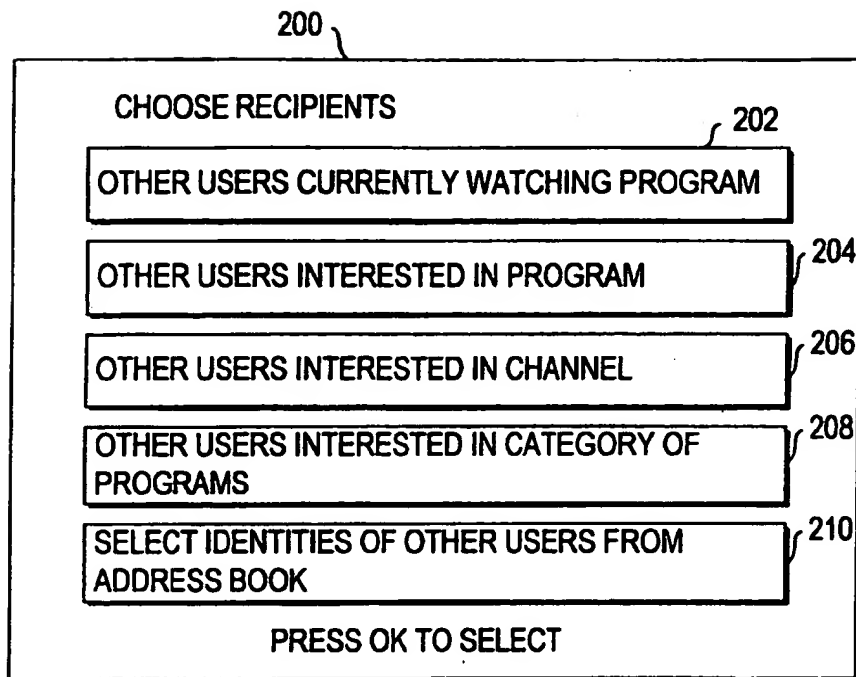 200
CHOOSE RECIPIENTS
202
OTHER USERS CURRENTLY WATCHING PROGRAM
204
OTHER USERS INTERESTED IN PROGRAM
206
OTHER USERS INTERESTED IN CHANNEL
208
OTHER USERS INTERESTED IN CATEGORY OF
PROGRAMS
210
SELECT IDENTITIES OF OTHER USERS FROM
ADDRESS BOOK
PRESS OK TO SELECT